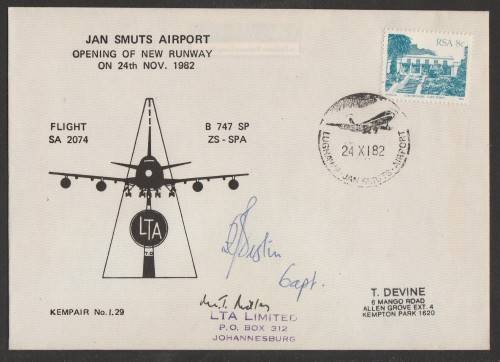 JAN SMUTS AIRPORT
OPENING OF NEW RUNWAY
ON 24th NOV. 1982
RSA 8c
FLIGHT
SA 2074
B 747 SP
ZS - SPA
LUGHAWE JAN SMUTS AIRPORT
24 XI 82
LTA
Capt.
KEMPAIR No. 1.29
LTA LIMITED
P.O. BOX 312
JOHANNESBURG
T. DEVINE
6 MANGO ROAD
ALLEN GROVE EXT. 4
KEMPTON PARK 1620